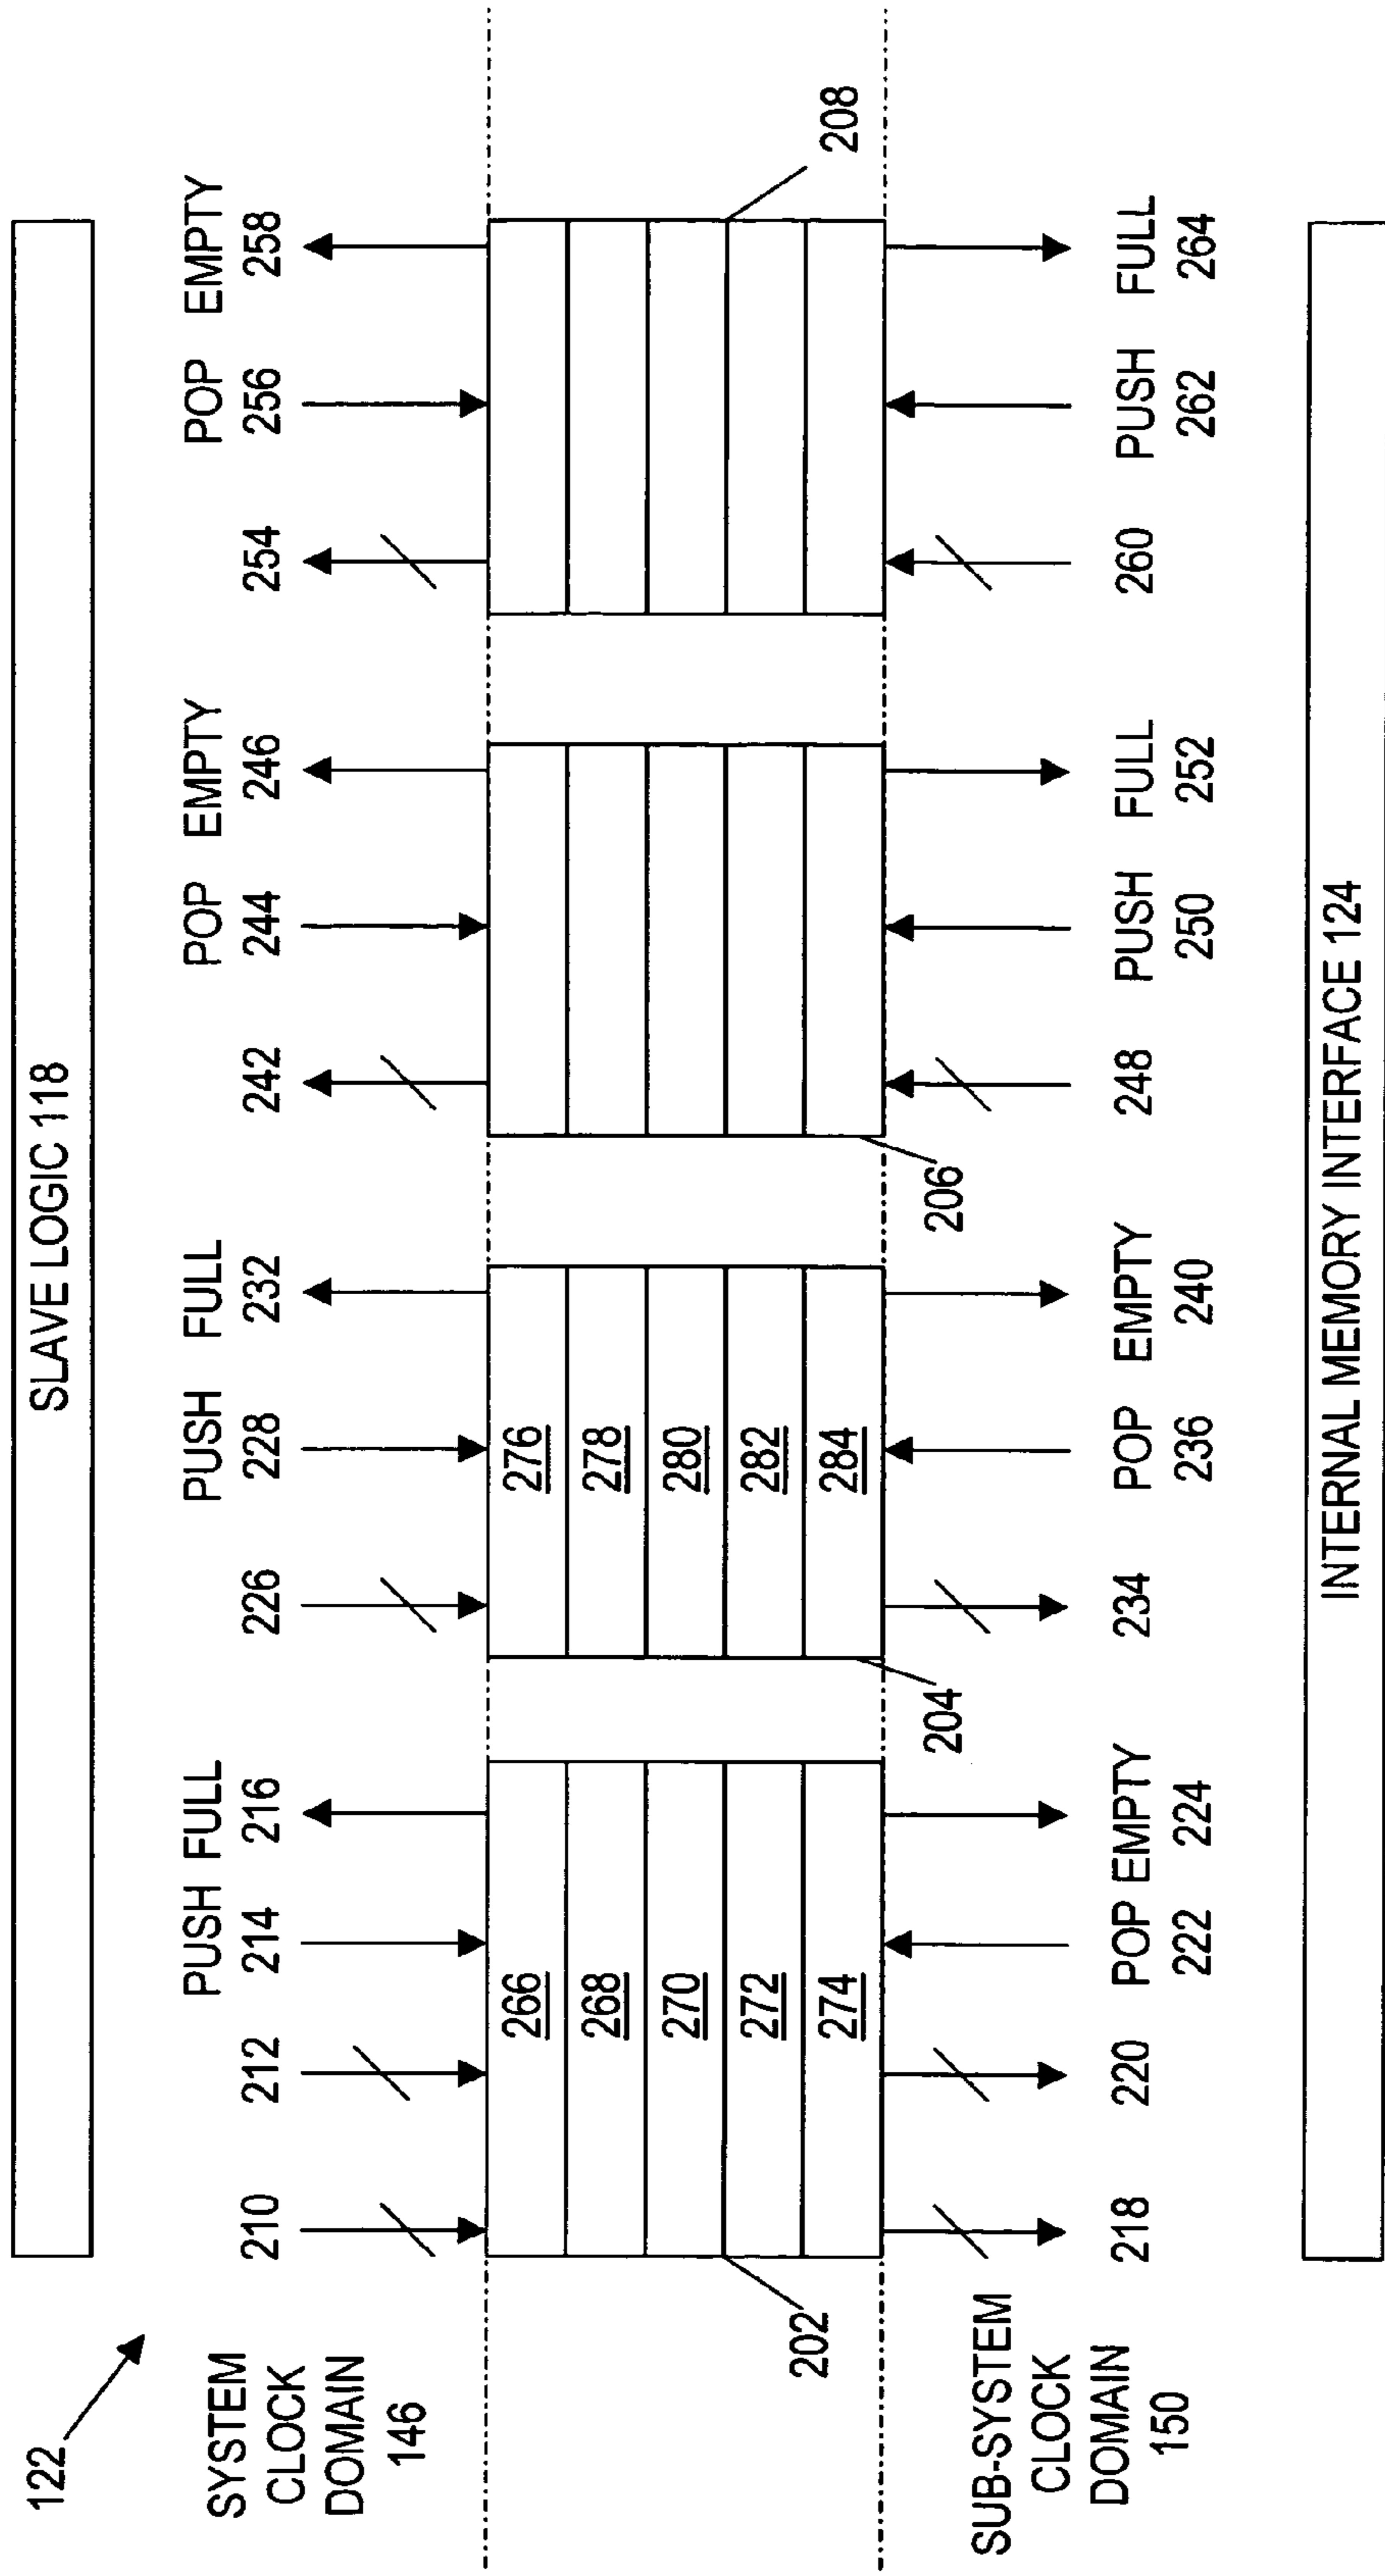 122
SLAVE LOGIC 118
SYSTEM
CLOCK
DOMAIN
146
PUSH FULL PUSH FULL POP EMPTY POP EMPTY
210 212 214 216 226 228 232 242 244 246 254 256 258
266 276
268 278
270 280
272 282
274 284
202 204 206 208
SUB-SYSTEM
CLOCK
DOMAIN
150
POP EMPTY POP EMPTY PUSH FULL PUSH FULL
218 220 222 224 234 236 240 248 250 252 260 262 264
INTERNAL MEMORY INTERFACE 124